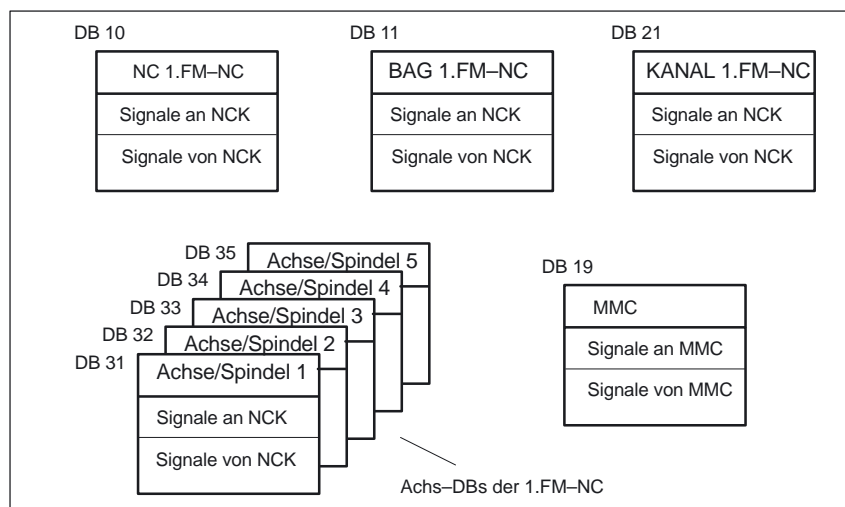 DB 10
NC 1.FM–NC
Signale an NCK
Signale von NCK
DB 11
BAG 1.FM–NC
Signale an NCK
Signale von NCK
DB 21
KANAL 1.FM–NC
Signale an NCK
Signale von NCK
DB 35
Achse/Spindel 5
DB 34
Achse/Spindel 4
DB 33
Achse/Spindel 3
DB 32
Achse/Spindel 2
DB 31
Achse/Spindel 1
Signale an NCK
Signale von NCK
Achs–DBs der 1.FM–NC
DB 19
MMC
Signale an MMC
Signale von MMC